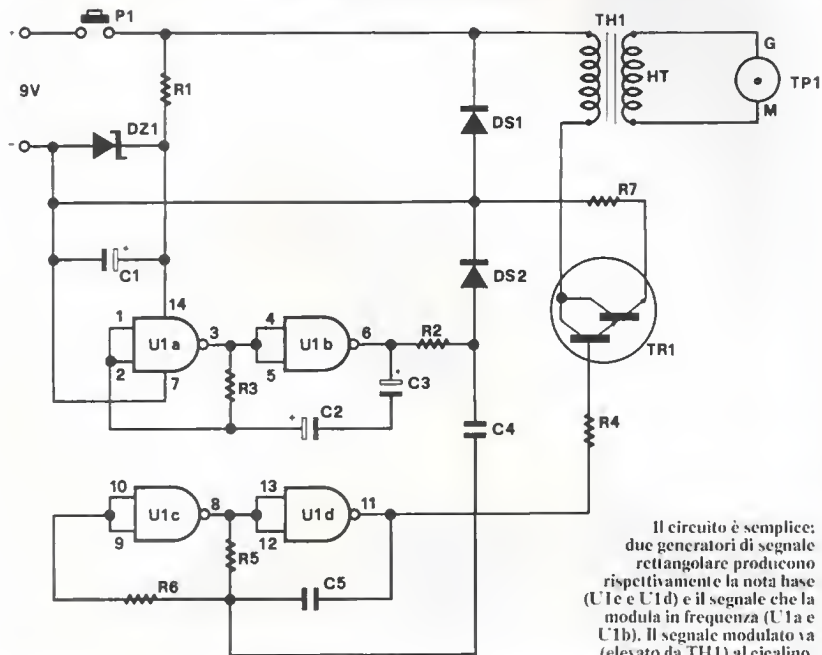 P1
TH1
+
G
HT
TP1
9V
R1
M
DZ1
DS1
-
R7
+
C1
DS2
14
1
3
4
6
R2
TR1
U1a
U1b
2
5
7
R3
+
C3
+
C2
C4
R4
10
8
13
11
U1c
U1d
9
12
R5
R6
C5
Il circuito è semplice:
due generatori di segnale
rettangolare producono
rispettivamente la nota base
(U1c e U1d) e il segnale che la
modula in frequenza (U1a e
U1b). Il segnale modulato va
(elevato da TH1) al cicalino.